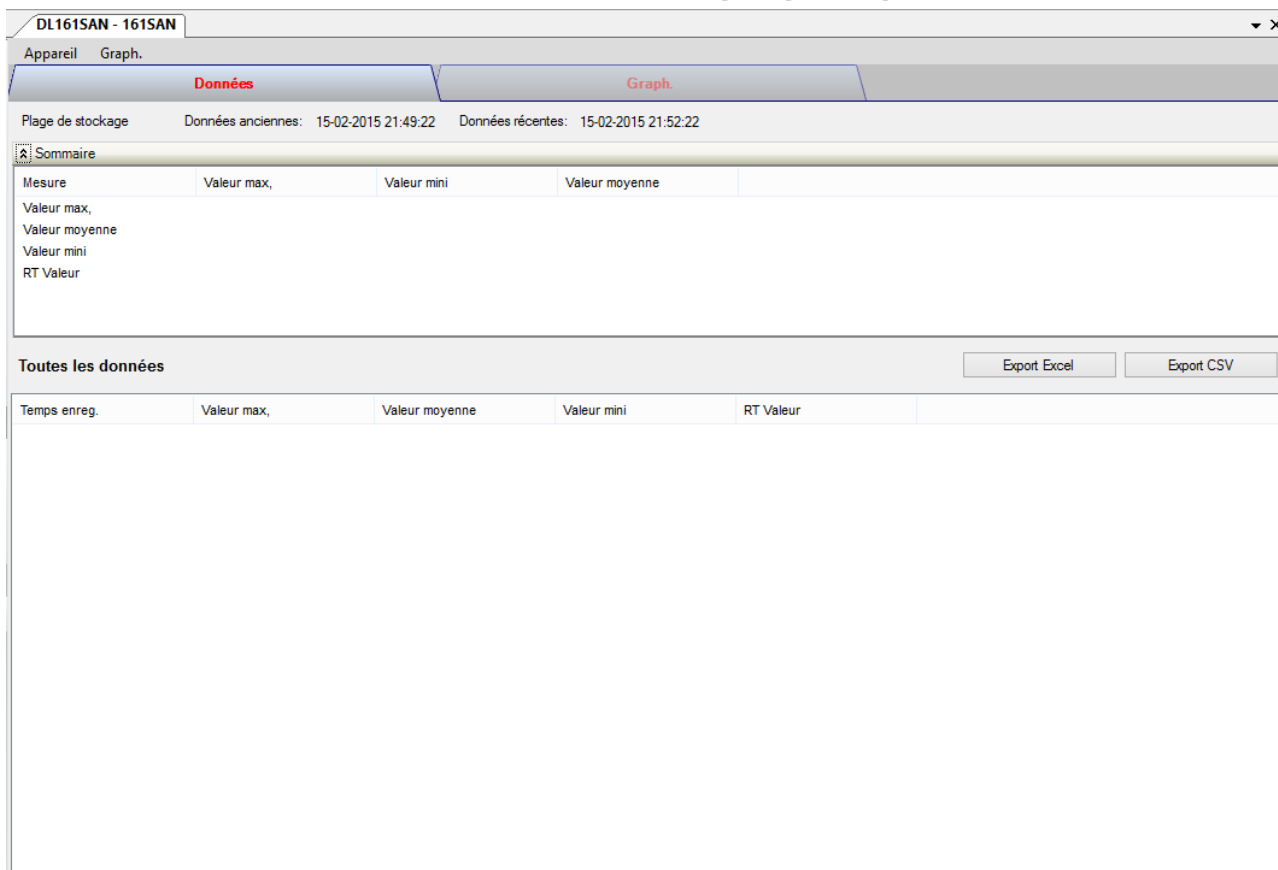 DL161SAN - 161SAN
Appareil Graph.
Données Graph.
Plage de stockage Données anciennes: 15-02-2015 21:49:22 Données récentes: 15-02-2015 21:52:22
Sommaire
Mesure Valeur max, Valeur mini Valeur moyenne
Valeur max,
Valeur moyenne
Valeur mini
RT Valeur
Toutes les données Export Excel Export CSV
Temps enreg. Valeur max, Valeur moyenne Valeur mini RT Valeur